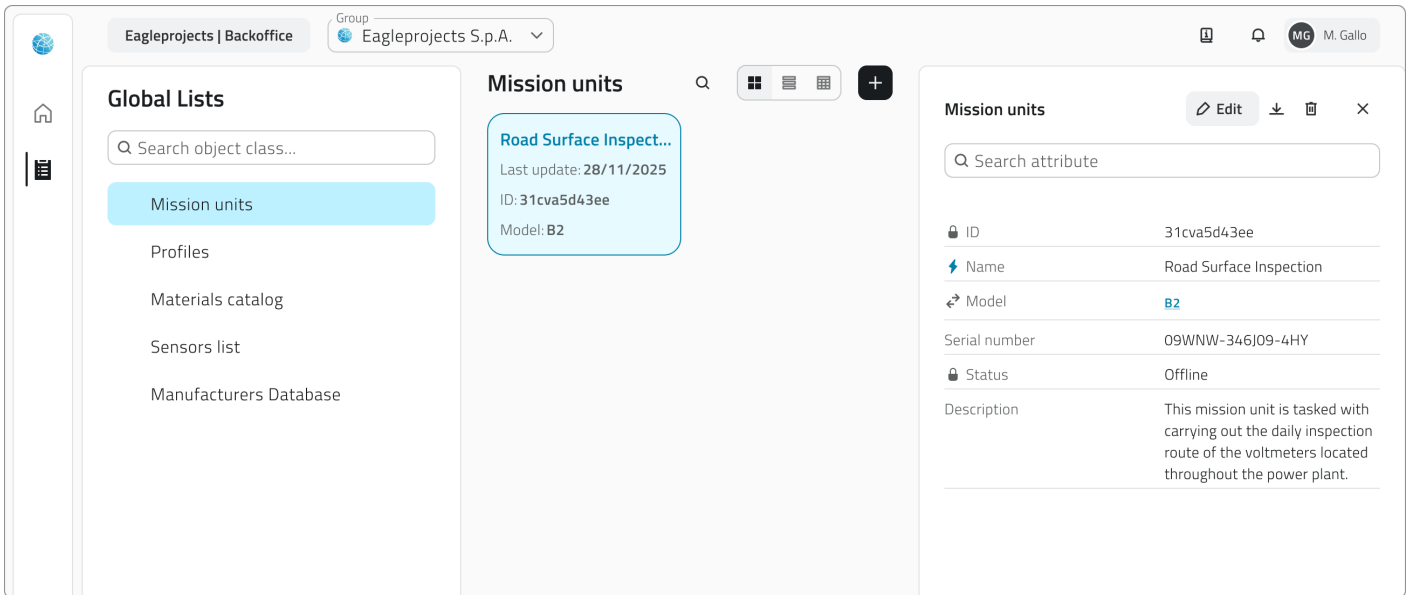 Eagleprojects | Backoffice
Group
Eagleprojects S.p.A.
MG
M. Gallo
Global Lists
Search object class...
Mission units
Profiles
Materials catalog
Sensors list
Manufacturers Database
Mission units
Road Surface Inspect...
Last update: 28/11/2025
ID: 31cva5d43ee
Model: B2
Mission units
Edit
Search attribute
ID 31cva5d43ee
Name Road Surface Inspection
Model B2
Serial number 09WNW-346J09-4HY
Status Offline
Description This mission unit is tasked with
carrying out the daily inspection
route of the voltmeters located
throughout the power plant.